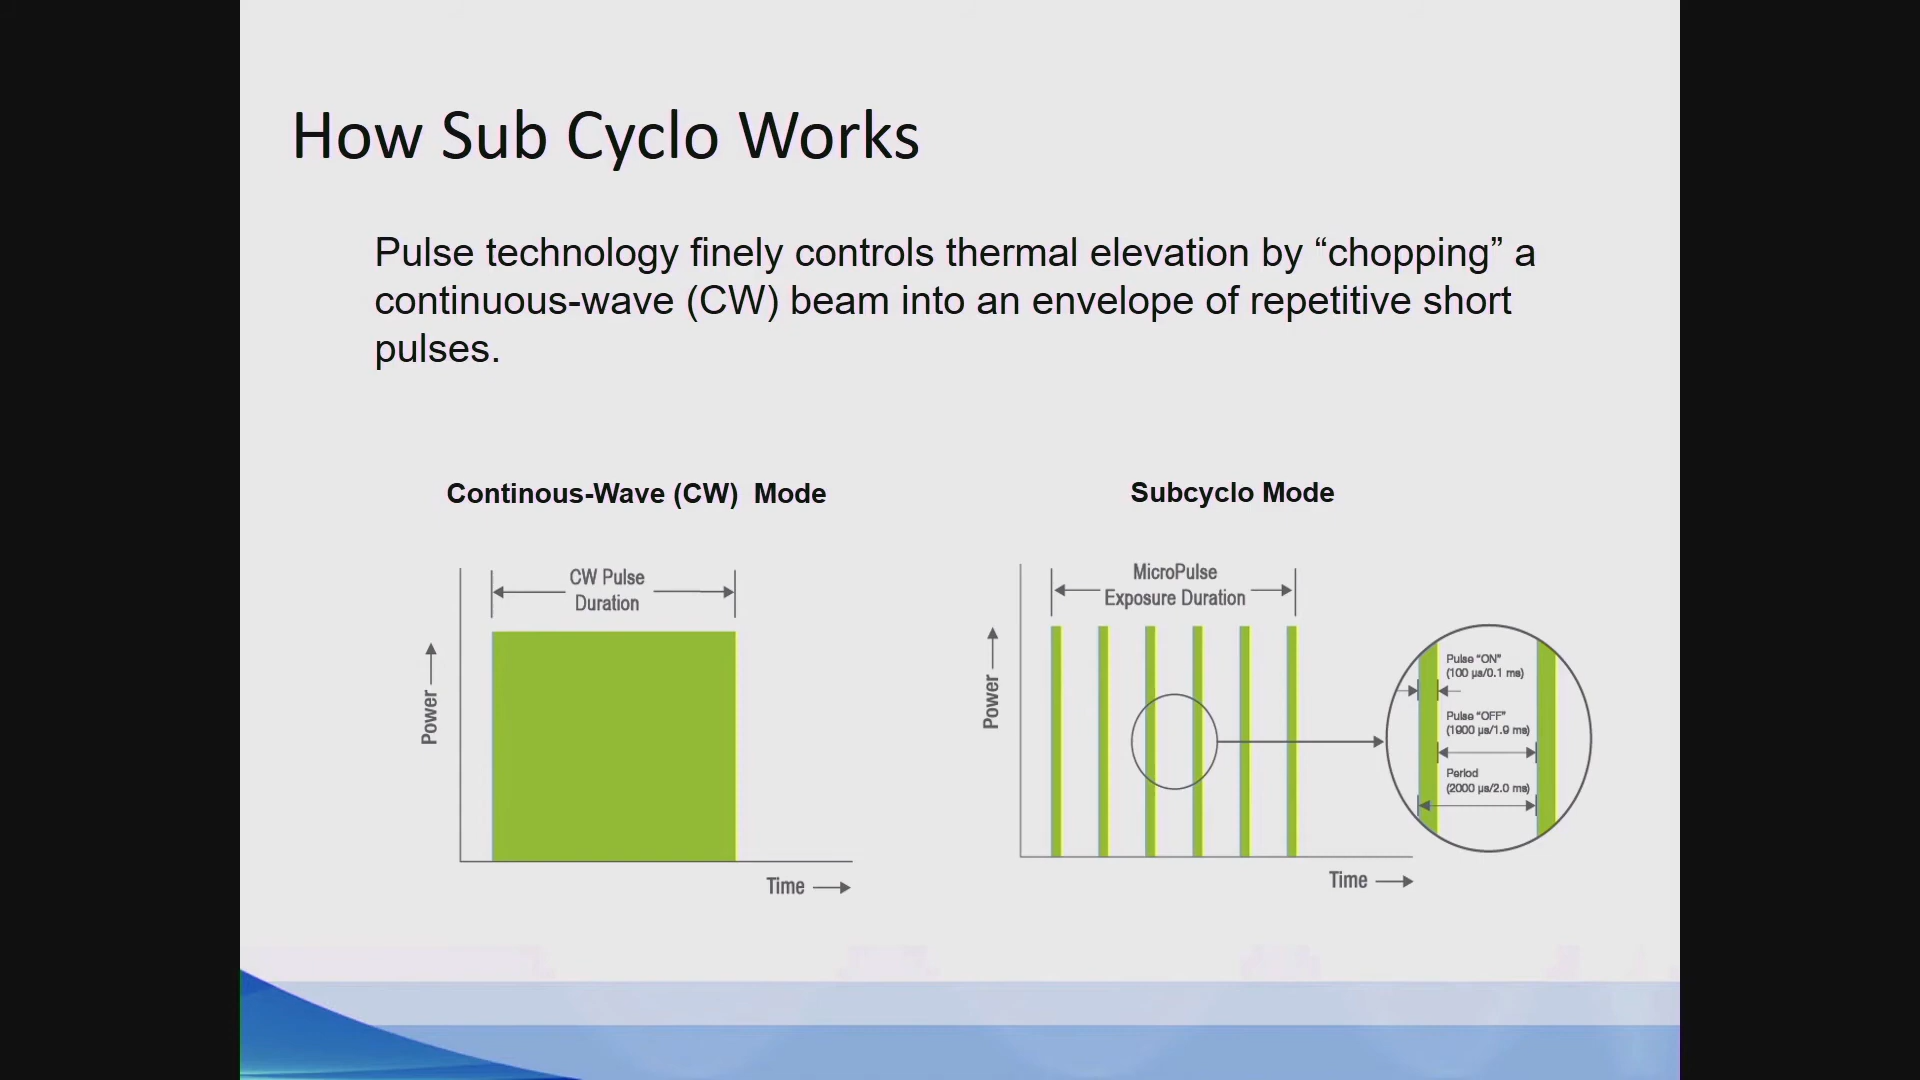 How Sub Cyclo Works
Pulse technology finely controls thermal elevation by “chopping” a
continuous-wave (CW) beam into an envelope of repetitive short
pulses.
Continous-Wave (CW)  Mode
CW Pulse
Duration
Power
Time
Subcyclo Mode
MicroPulse
Exposure Duration
Power
Time
Pulse “ON”
(100 µs/0.1 ms)
Pulse “OFF”
(1900 µs/1.9 ms)
Period
(2000 µs/2.0 ms)